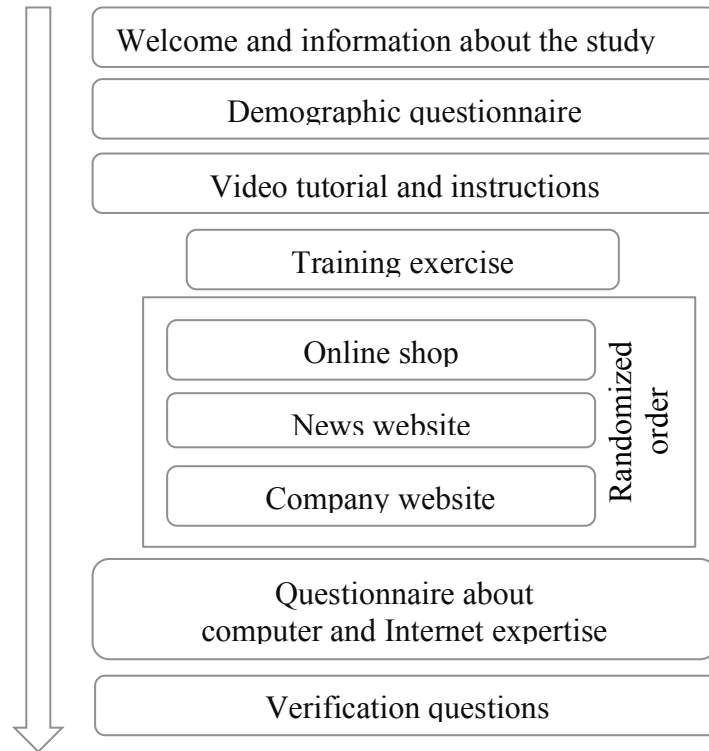 Welcome and information about the study
Demographic questionnaire
Video tutorial and instructions
Training exercise
Online shop
News website
Company website
Randomized
order
Questionnaire about
computer and Internet expertise
Verification questions